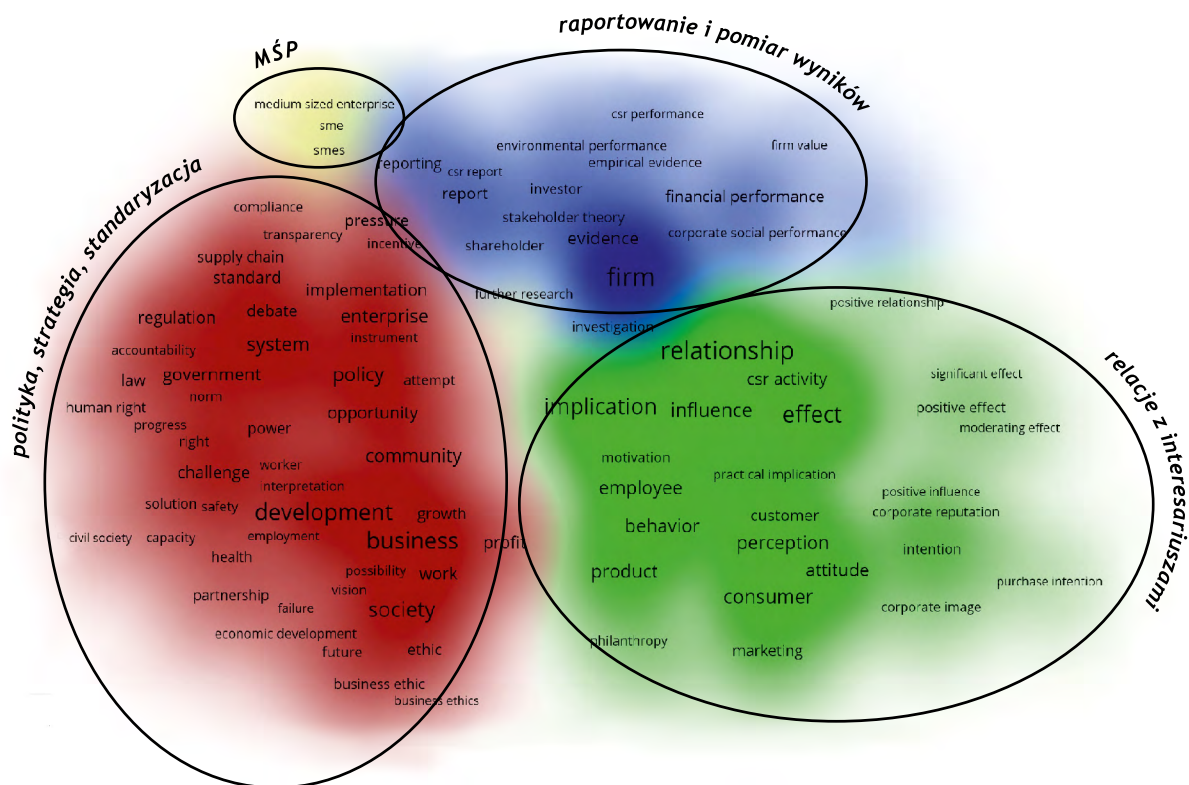 raportowanie i pomiar wyników
MŚP
medium sized enterprise
sme
smes
csr performance
environmental performance
firm value
empirical evidence
reporting
csr report
report
investor
financial performance
stakeholder theory
shareholder
evidence
corporate social performance
firm
further research
investigation
polityka, strategia, standaryzacja
compliance
pressure
transparency
incentive
supply chain
standard
implementation
regulation
debate
enterprise
system
instrument
accountability
law
government
policy
attempt
norm
human right
opportunity
progress
power
right
community
challenge
worker
interpretation
solution
safety
development
growth
civil society
capacity
employment
business
profit
health
possibility
work
partnership
vision
failure
society
economic development
future
ethic
business ethic
business ethics
relacje z interesariuszami
positive relationship
relationship
csr activity
significant effect
implication
influence
effect
positive effect
moderating effect
motivation
practical implication
employee
positive influence
behavior
customer
corporate reputation
perception
intention
product
attitude
purchase intention
consumer
corporate image
philanthropy
marketing